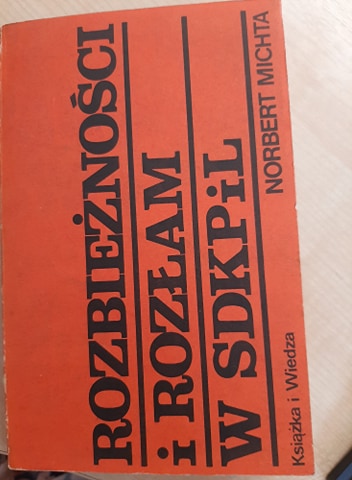 NORBERT MICHTA
ROZBIEŻNOŚCI
i ROZŁAM
W SDKPiL
Książka i Wiedza